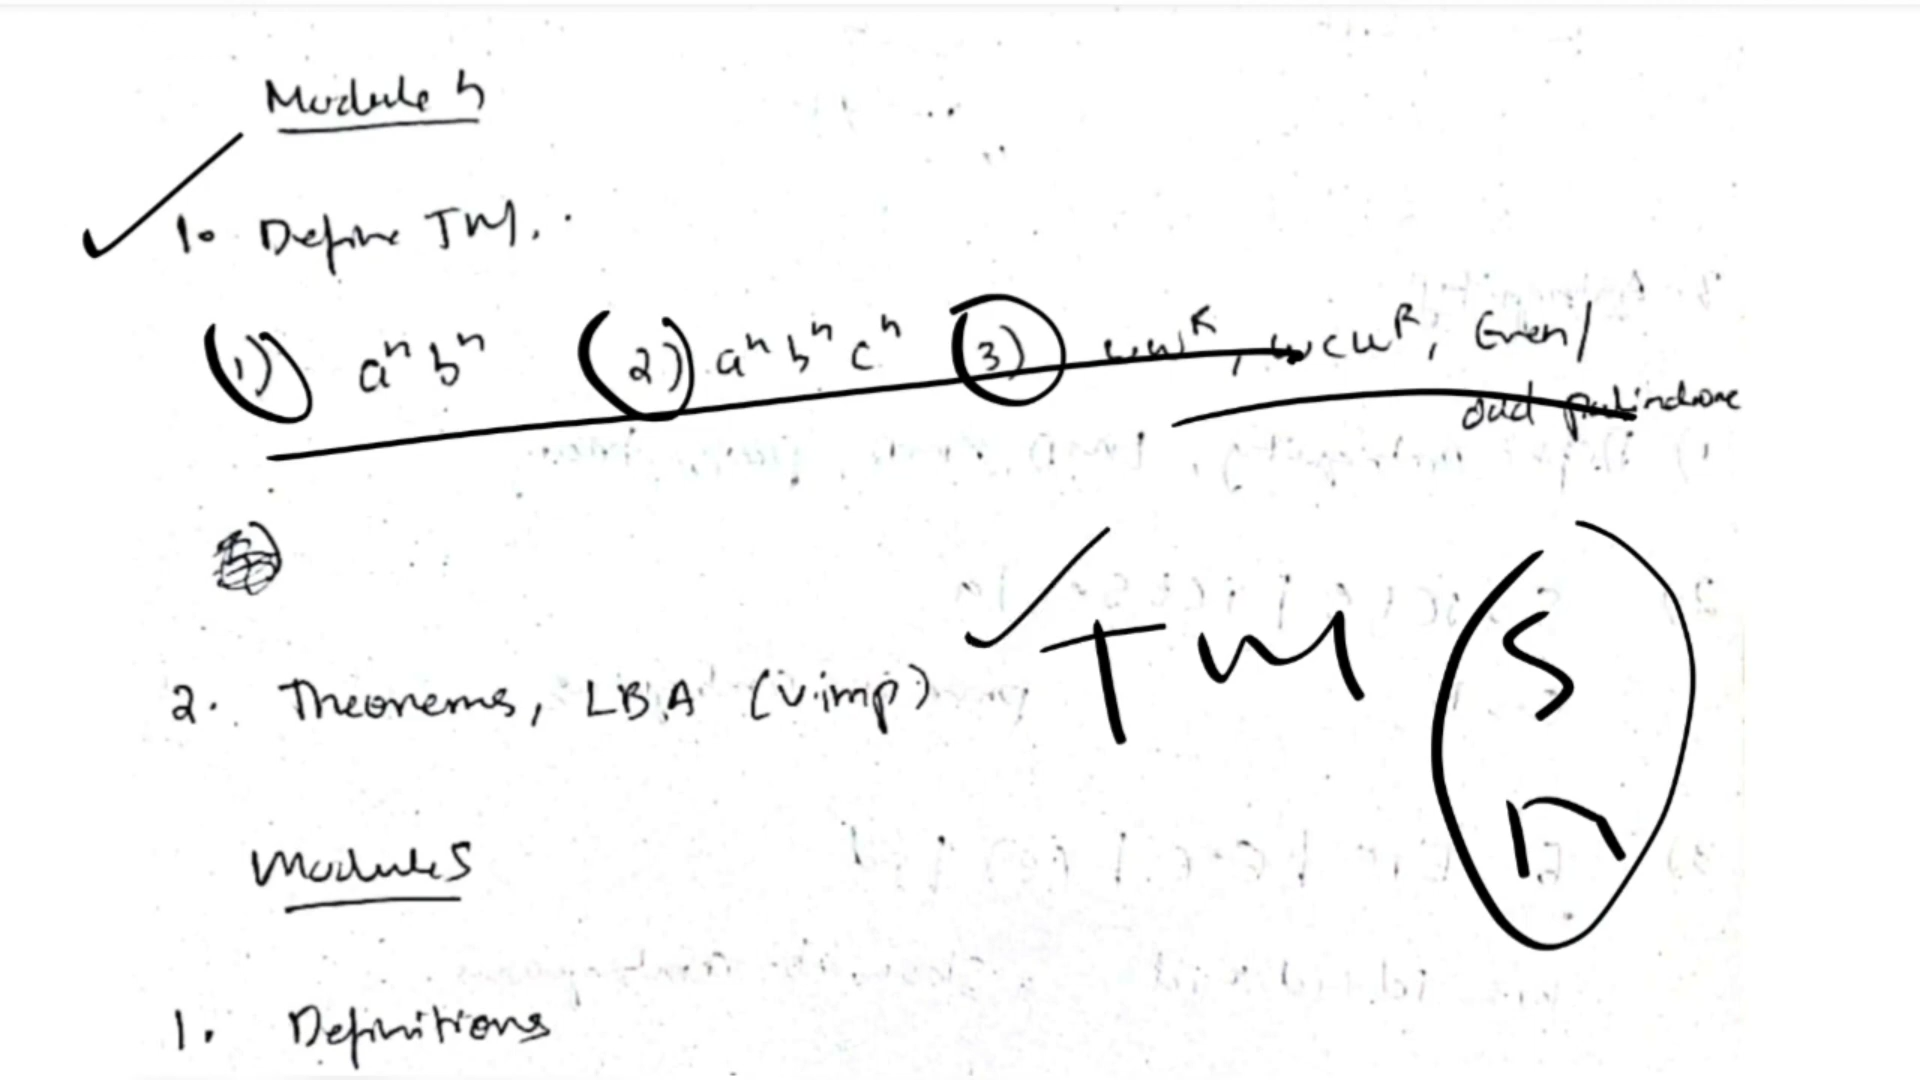 Module 4
1. Define TM.
1) aⁿbⁿ 2) aⁿbⁿcⁿ 3) wwᴿ, wcwᴿ, Even/
odd palindrome
TM S
n
2. Theorems, LBA (v.imp)
Module 5
1. Definitions